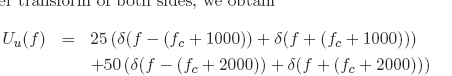 er transform of both sides, we obtain
U_u(f) = 25 (δ(f − (f_c + 1000)) + δ(f + (f_c + 1000)))
+50 (δ(f − (f_c + 2000)) + δ(f + (f_c + 2000)))